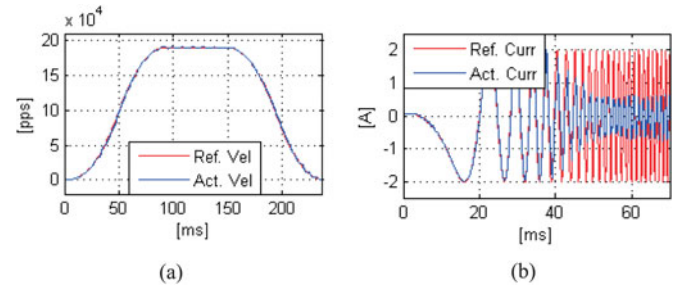 x 10^4
20
15
10
5
0
[pps]
Ref. Vel
Act. Vel
0 50 100 150 200
[ms]
(a)
2
1
0
-1
-2
[A]
Ref. Curr
Act. Curr
0 20 40 60
[ms]
(b)